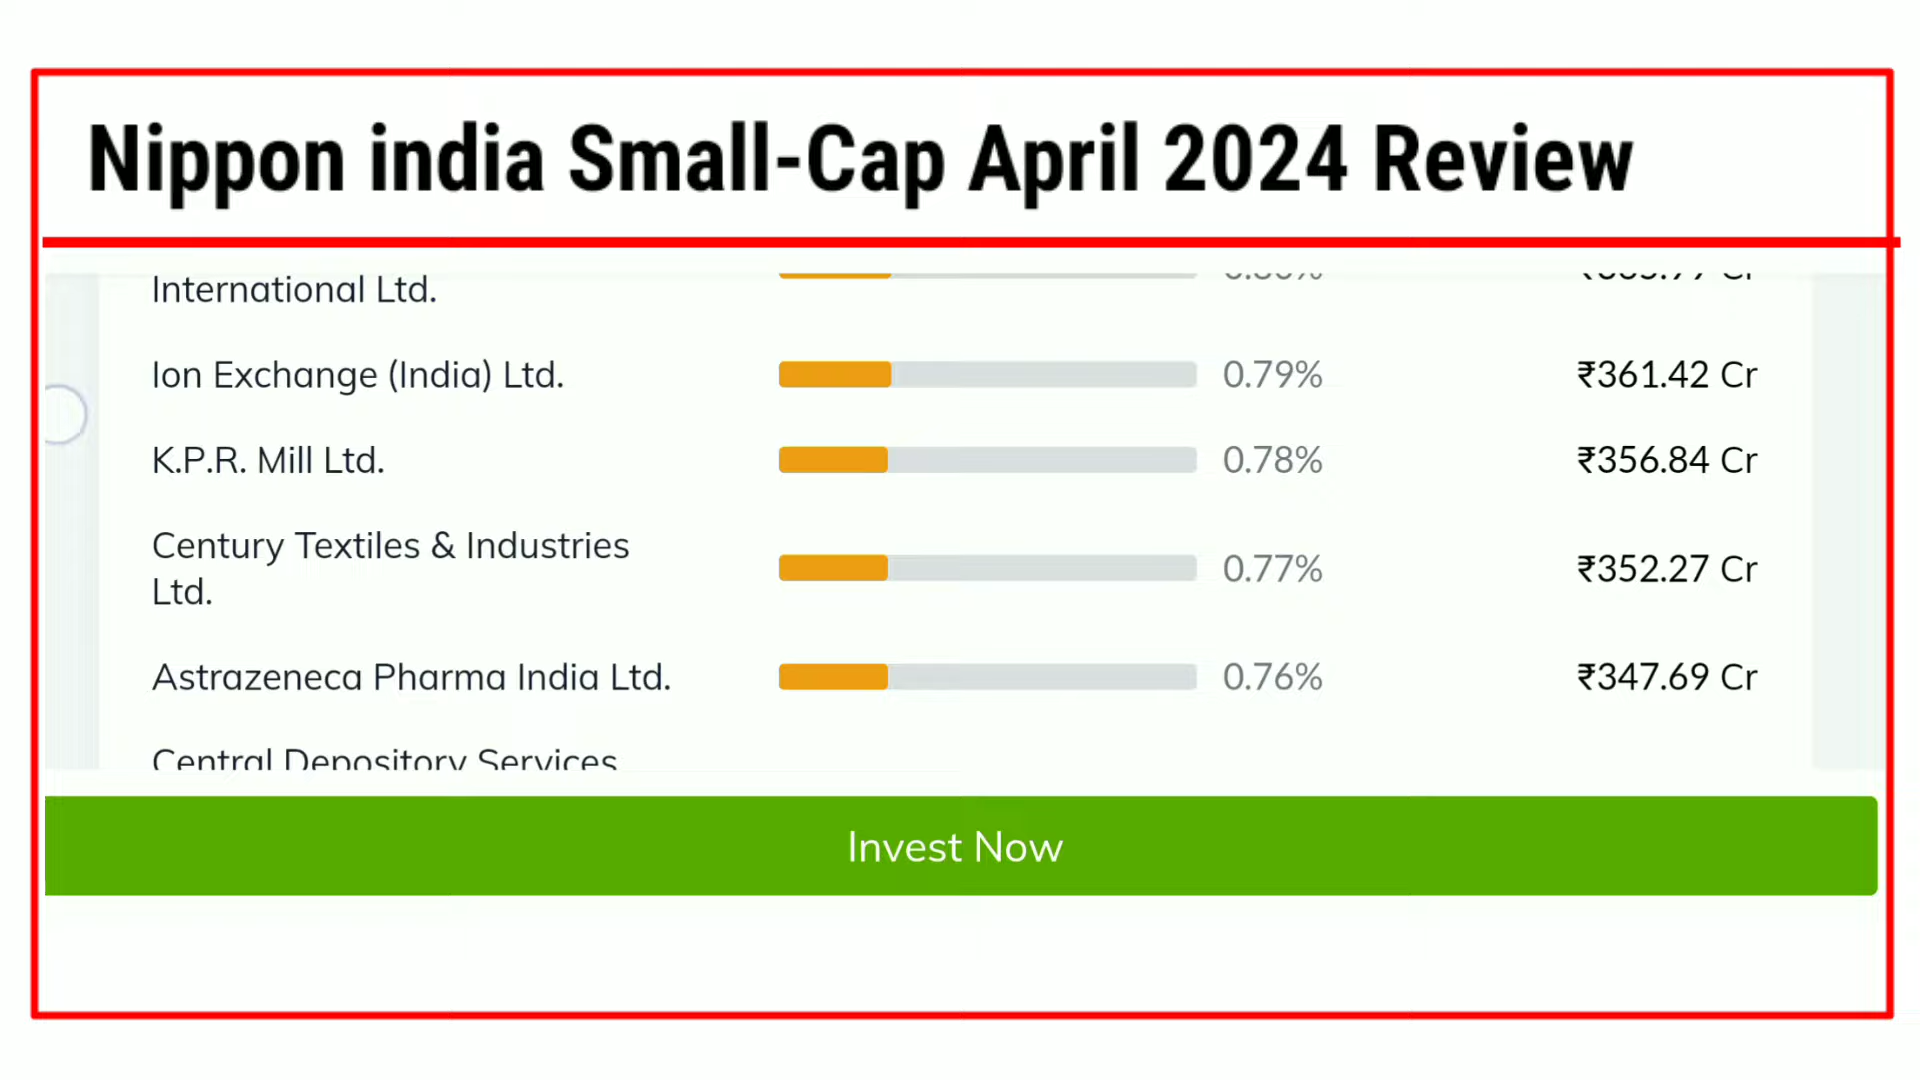 Nippon india Small-Cap April 2024 Review
International Ltd.
Ion Exchange (India) Ltd. 0.79% ₹361.42 Cr
K.P.R. Mill Ltd. 0.78% ₹356.84 Cr
Century Textiles & Industries
Ltd. 0.77% ₹352.27 Cr
Astrazeneca Pharma India Ltd. 0.76% ₹347.69 Cr
Central Depository Services
Invest Now